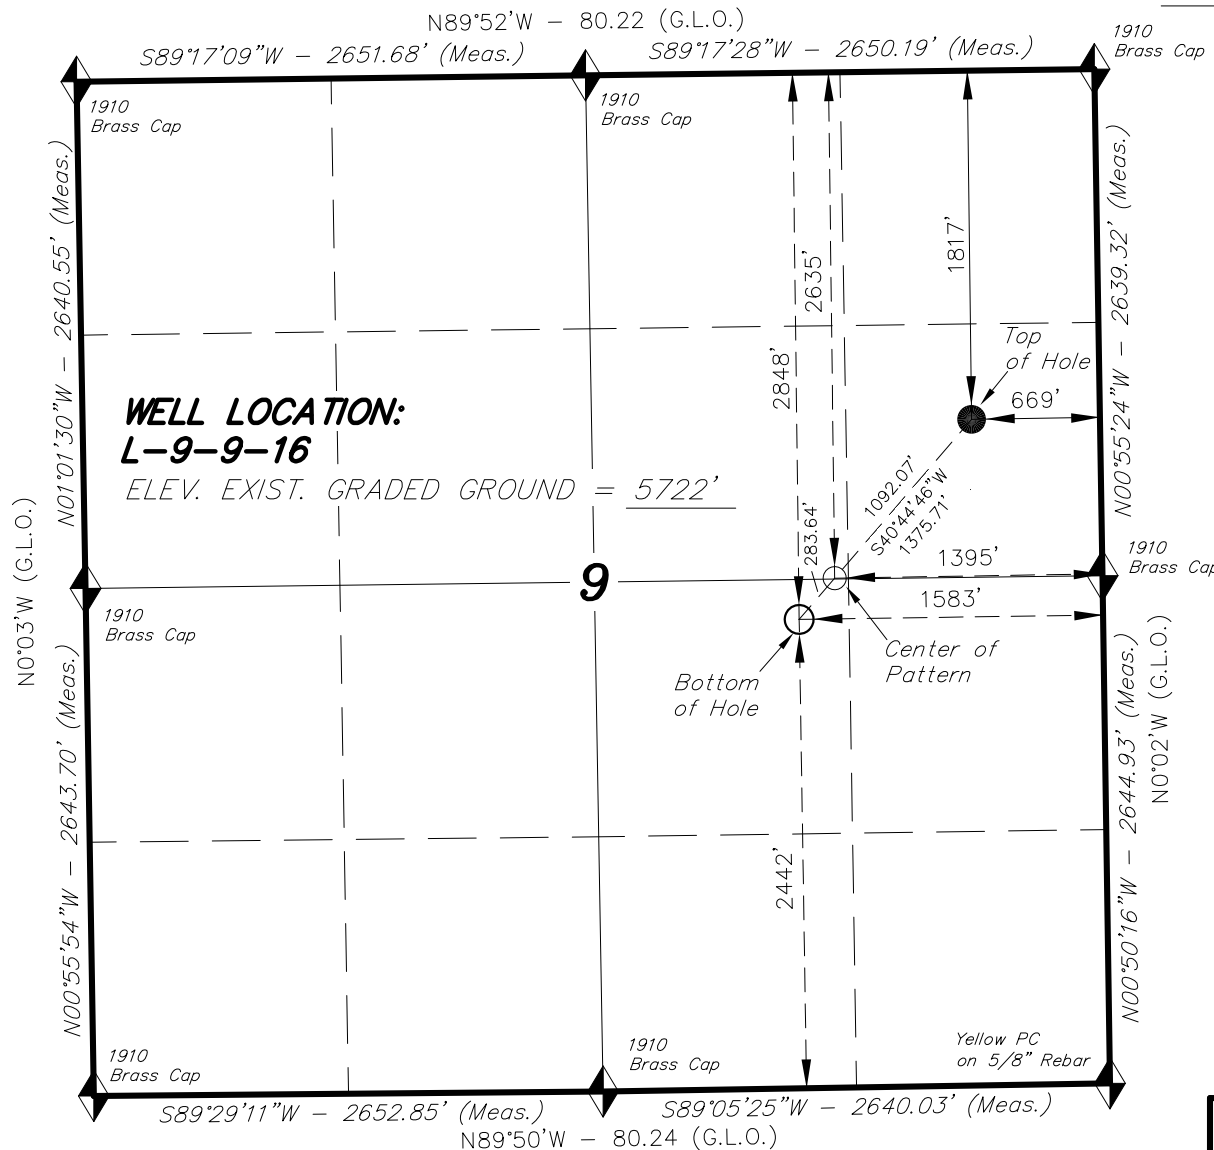 N89°52'W - 80.22 (G.L.O.)
S89°17'09"W - 2651.68' (Meas.)
S89°17'28"W - 2650.19' (Meas.)
1910
Brass Cap
1910
Brass Cap
1910
Brass Cap
N01°01'30"W - 2640.55' (Meas.)
N00°55'24"W - 2639.32' (Meas.)
1817'
2635'
2848'
Top
of Hole
669'
WELL LOCATION:
L-9-9-16
ELEV. EXIST. GRADED GROUND = 5722'
1092.07'
S40°44'46"W
1375.71'
283.64'
N0°03'W (G.L.O.)
9
1395'
1910
Brass Cap
1583'
1910
Brass Cap
Center of
Pattern
Bottom
of Hole
N0°02'W (G.L.O.)
N00°55'54"W - 2643.70' (Meas.)
N00°50'16"W - 2644.93' (Meas.)
2442'
1910
Brass Cap
1910
Brass Cap
Yellow PC
on 5/8" Rebar
S89°29'11"W - 2652.85' (Meas.)
S89°05'25"W - 2640.03' (Meas.)
N89°50'W - 80.24 (G.L.O.)